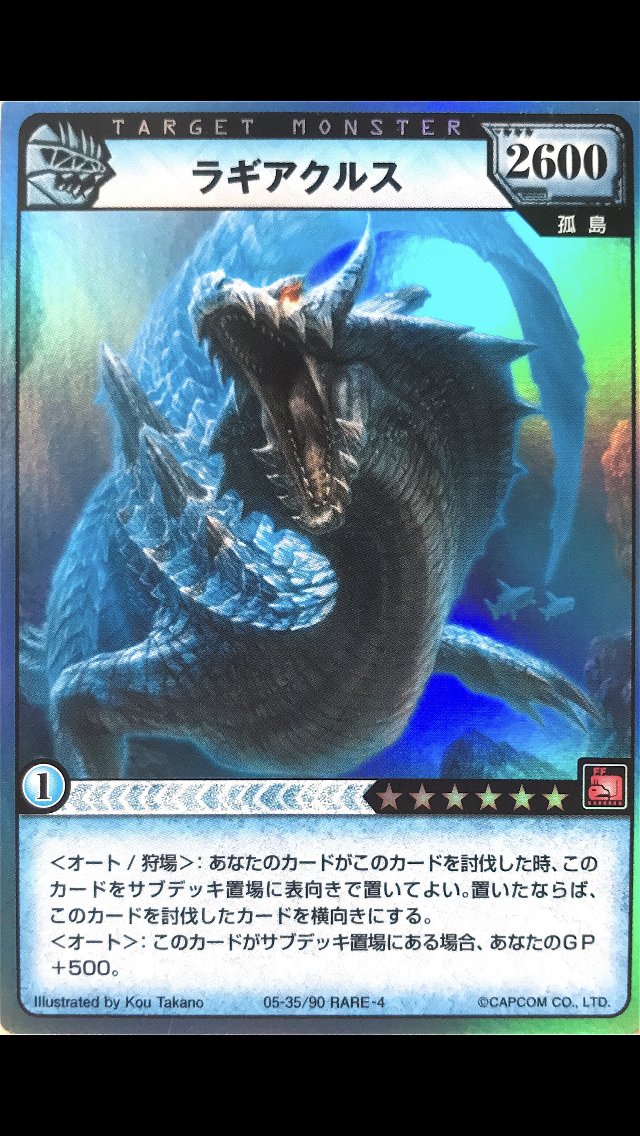 TARGET MONSTER
ラギアクルス
2600
孤島
1
<オート/狩場>:あなたのカードがこのカードを討伐した時、この
カードをサブデッキ置場に表向きで置いてよい。置いたならば、
このカードを討伐したカードを横向きにする。
<オート>:このカードがサブデッキ置場にある場合、あなたのGP
+500。
Illustrated by Kou Takano 05-35/90 RARE-4 ©CAPCOM CO., LTD.